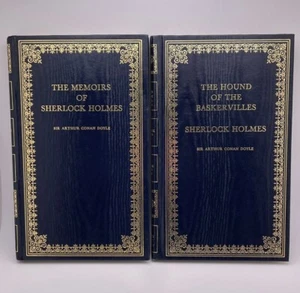 THE MEMOIRS
OF
SHERLOCK HOLMES
SIR ARTHUR CONAN DOYLE
THE HOUND
OF THE
BASKERVILLES
SHERLOCK HOLMES
SIR ARTHUR CONAN DOYLE